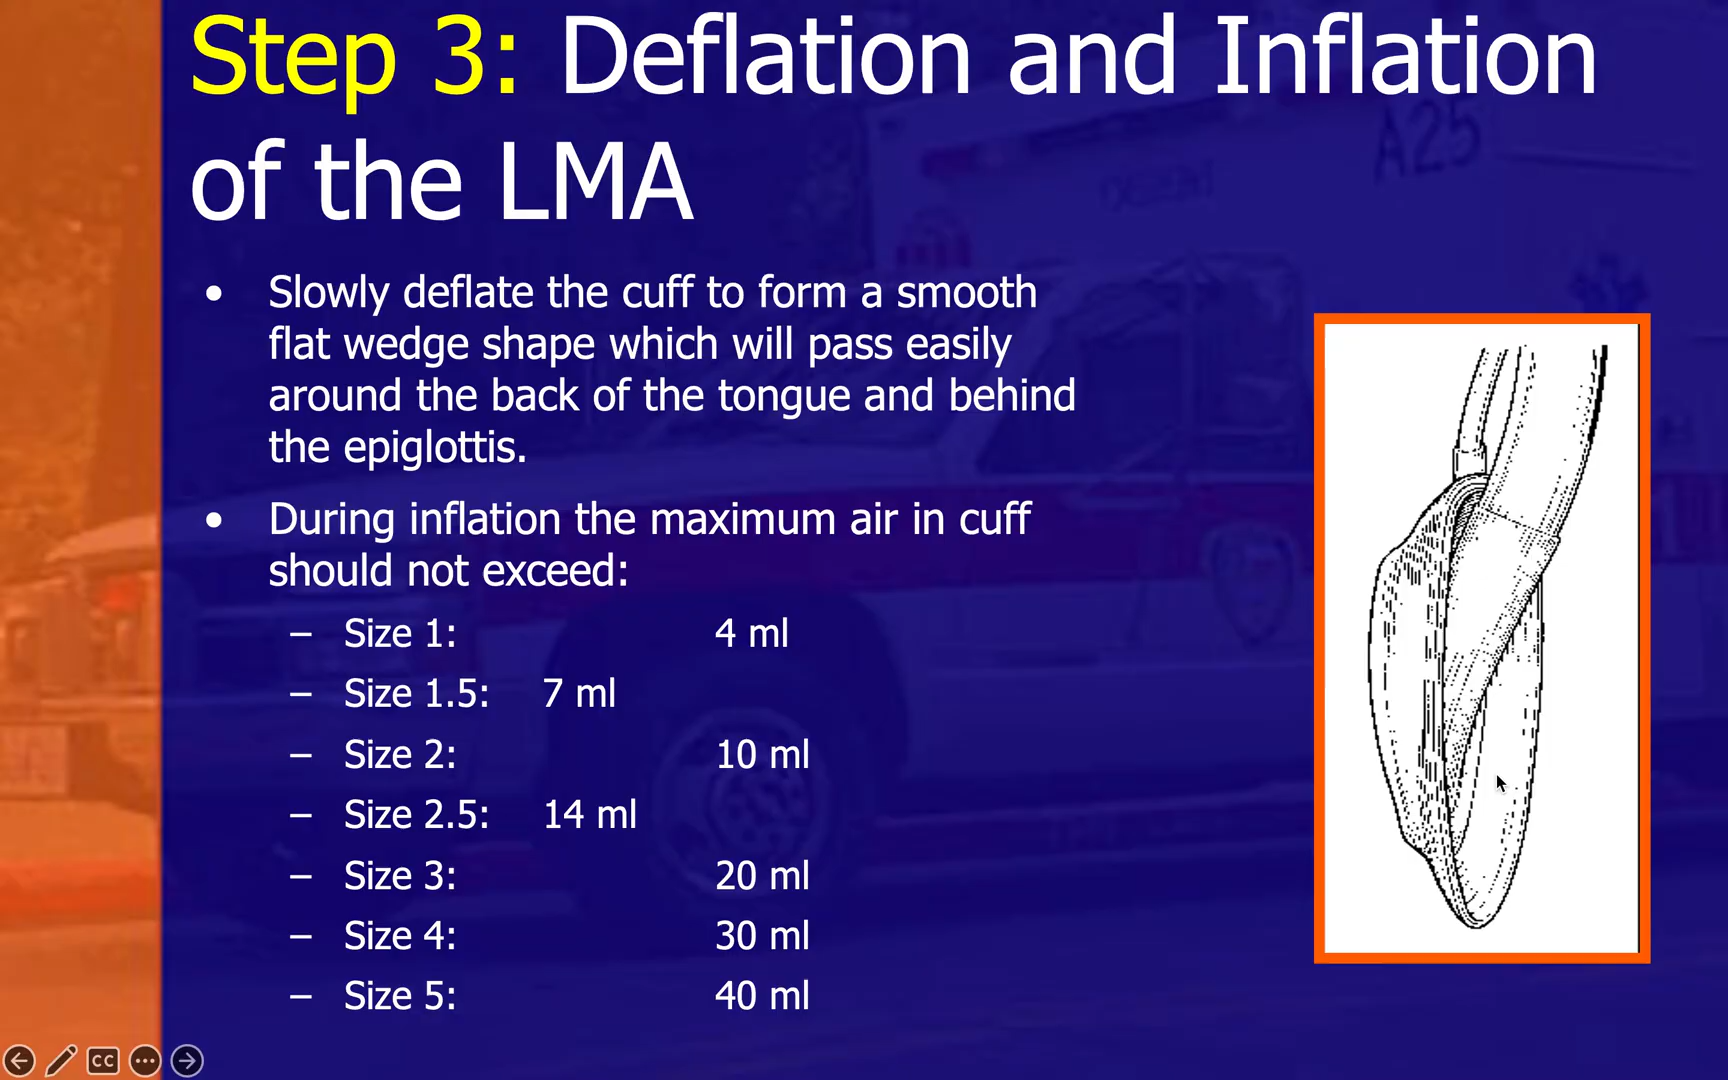 Step 3: Deflation and Inflation
of the LMA
• Slowly deflate the cuff to form a smooth
flat wedge shape which will pass easily
around the back of the tongue and behind
the epiglottis.
• During inflation the maximum air in cuff
should not exceed:
– Size 1: 4 ml
– Size 1.5: 7 ml
– Size 2: 10 ml
– Size 2.5: 14 ml
– Size 3: 20 ml
– Size 4: 30 ml
– Size 5: 40 ml
A25
CC